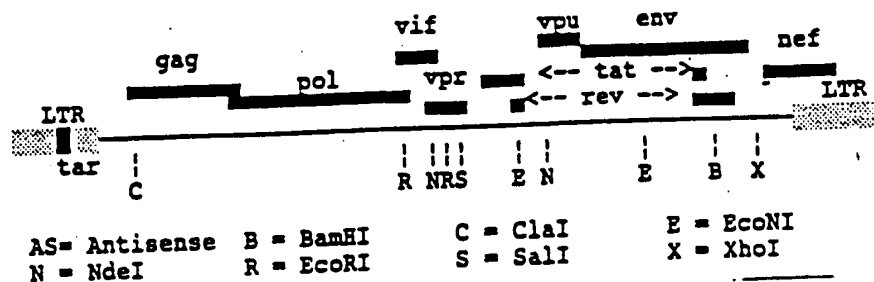 vif vpu env
gag pol vpr <-- tat --> nef
<-- rev -->
LTR LTR
tar
C R NRS E N E B X
AS= Antisense B = BamHI C = ClaI E = EcoNI
N = NdeI R = EcoRI S = SalI X = XhoI